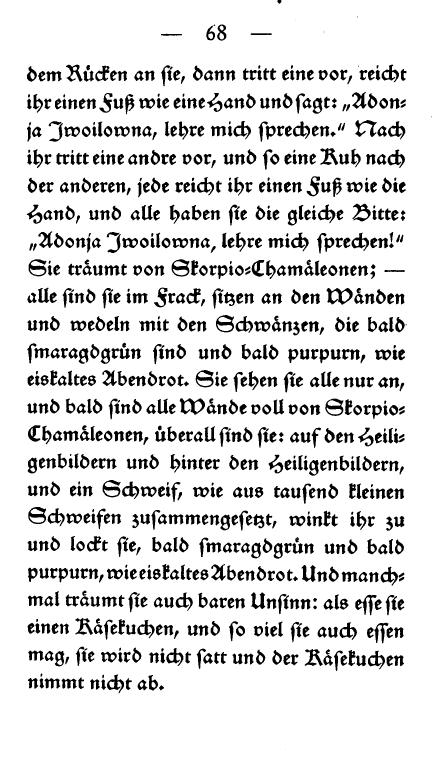 — 68 —
dem Rücken an sie, dann tritt eine vor, reicht
ihr einen Fuß wie eine Hand und sagt: „Adon-
ja Iwoilowna, lehre mich sprechen.“ Nach
ihr tritt eine andre vor, und so eine Kuh nach
der anderen, jede reicht ihr einen Fuß wie die
Hand, und alle haben sie die gleiche Bitte:
„Adonja Iwoilowna, lehre mich sprechen!“
Sie träumt von Skorpio-Chamäleonen; —
alle sind sie im Frack, sitzen an den Wänden
und wedeln mit den Schwänzen, die bald
smaragdgrün sind und bald purpurn, wie
eiskaltes Abendrot. Sie sehen sie alle nur an,
und bald sind alle Wände voll von Skorpio-
Chamäleonen, überall sind sie: auf den Heili-
genbildern und hinter den Heiligenbildern,
und ein Schweif, wie aus tausend kleinen
Schweifen zusammengesetzt, winkt ihr zu
und lockt sie, bald smaragdgrün und bald
purpurn, wie eiskaltes Abendrot. Und manch-
mal träumt sie auch baren Unsinn: als esse sie
einen Käsekuchen, und so viel sie auch essen
mag, sie wird nicht satt und der Käsekuchen
nimmt nicht ab.